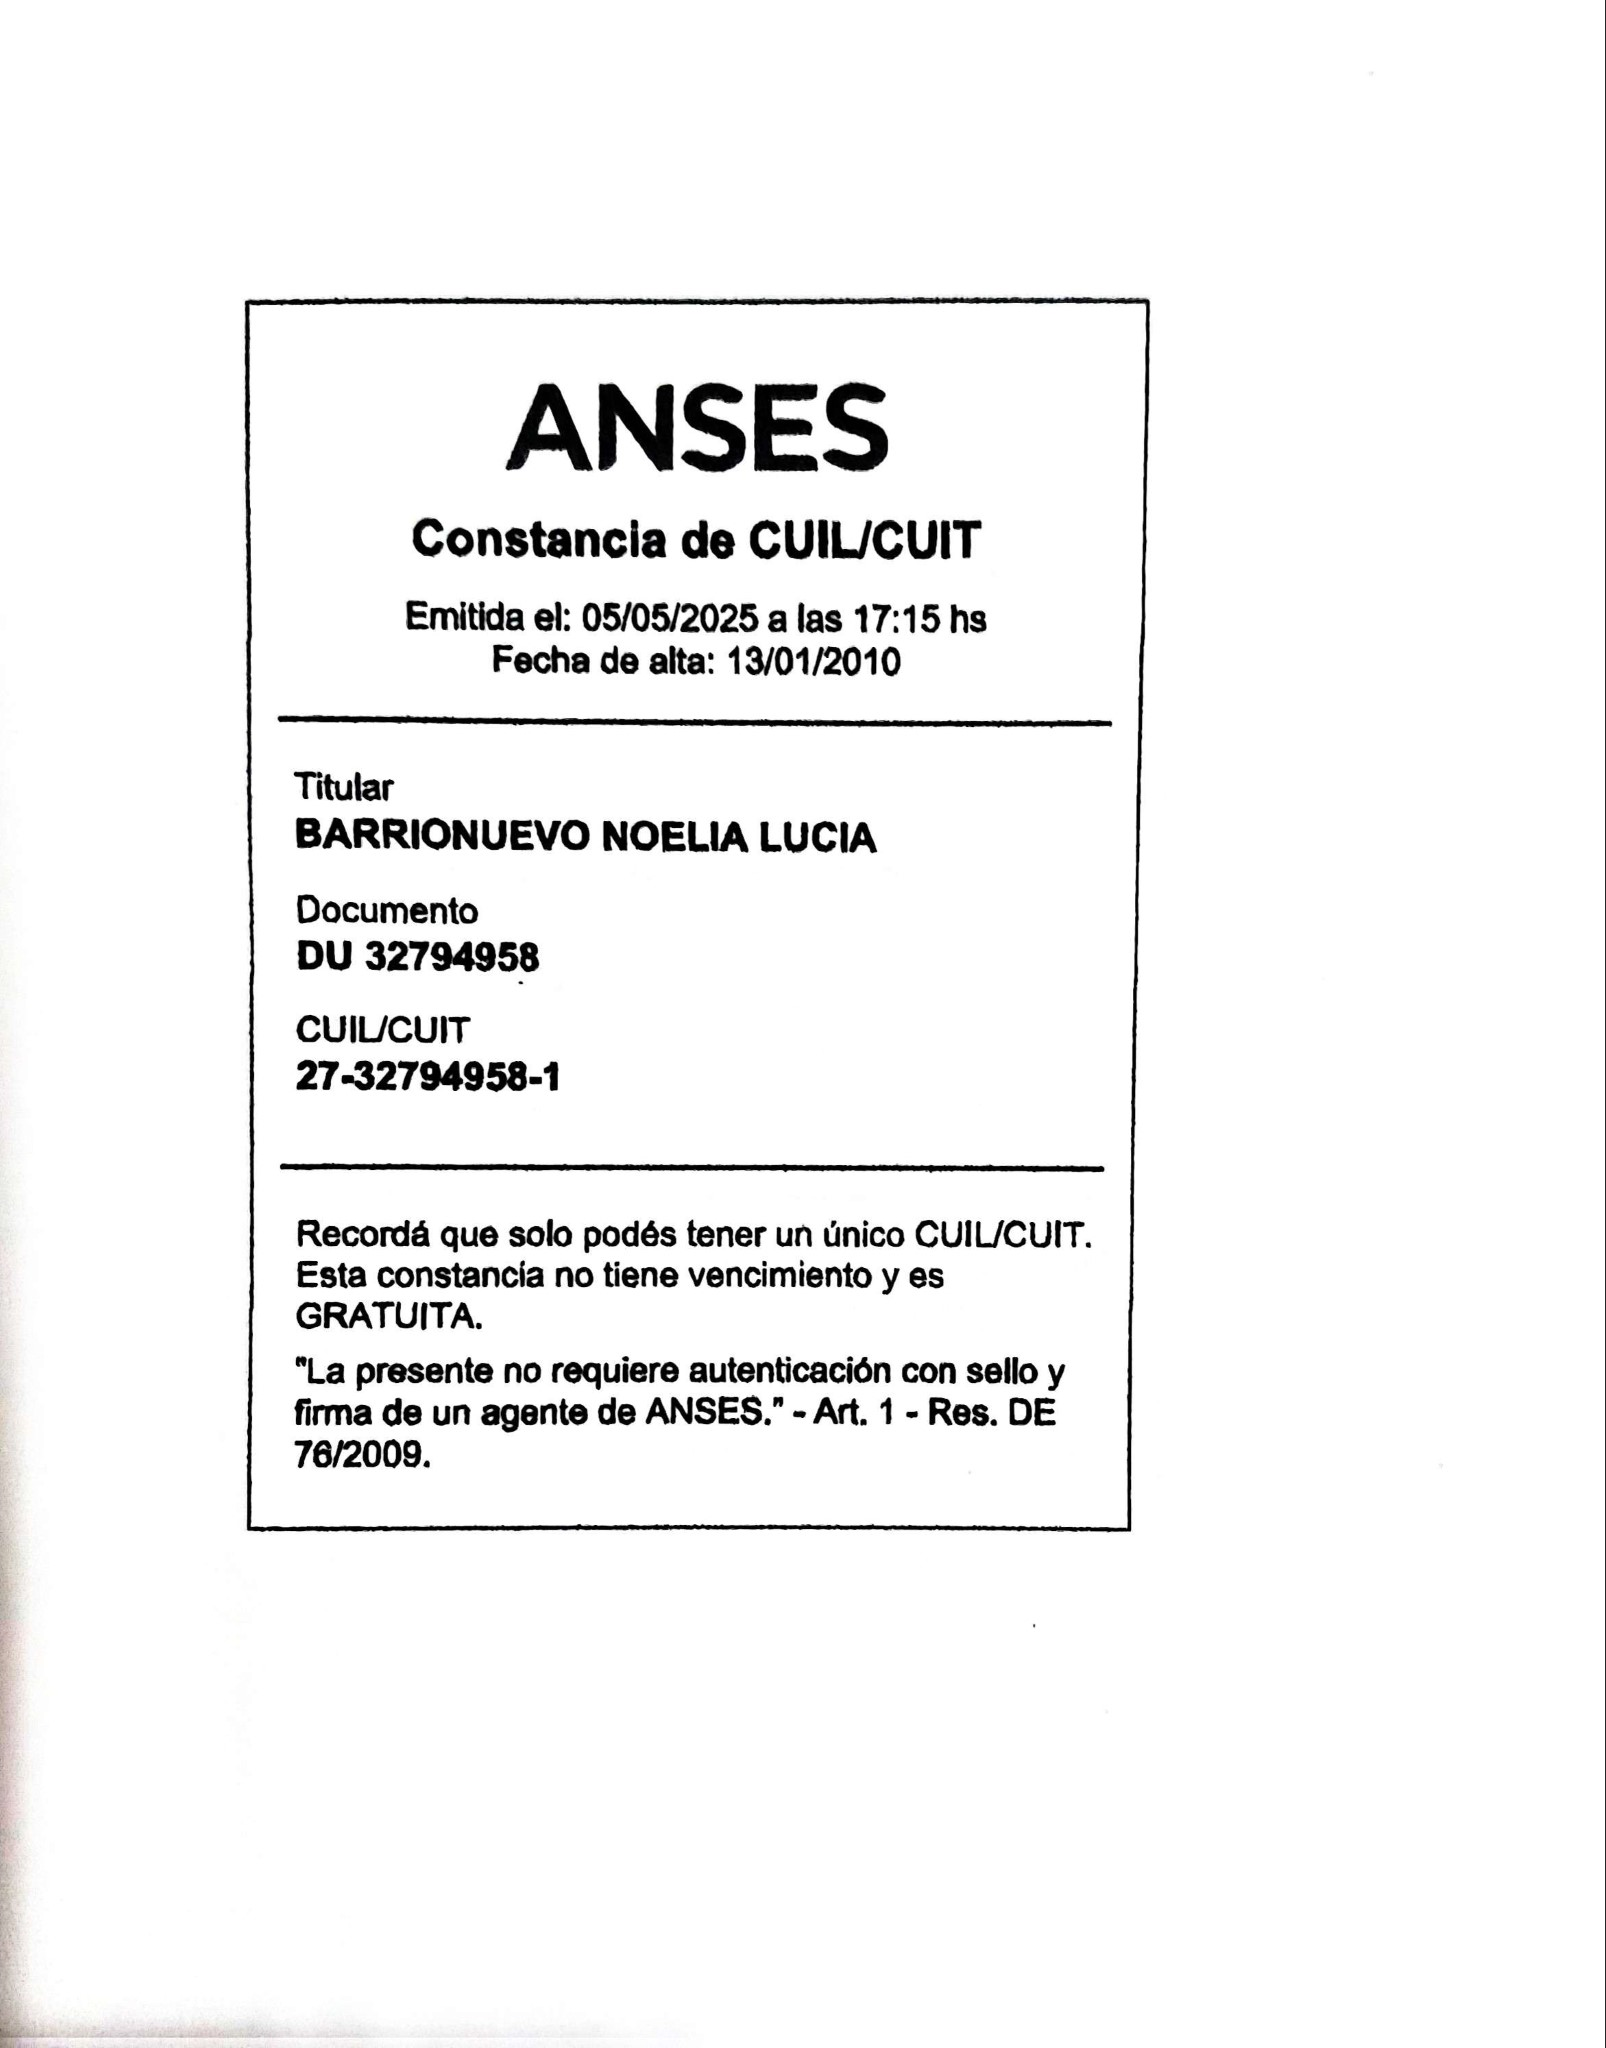 ANSES
Constancia de CUIL/CUIT
Emitida el: 05/05/2025 a las 17:15 hs
Fecha de alta: 13/01/2010
Titular
BARRIONUEVO NOELIA LUCIA
Documento
DU 32794958
CUIL/CUIT
27-32794958-1
Recordá que solo podés tener un único CUIL/CUIT.
Esta constancia no tiene vencimiento y es
GRATUITA.
"La presente no requiere autenticación con sello y
firma de un agente de ANSES." - Art. 1 - Res. DE
76/2009.